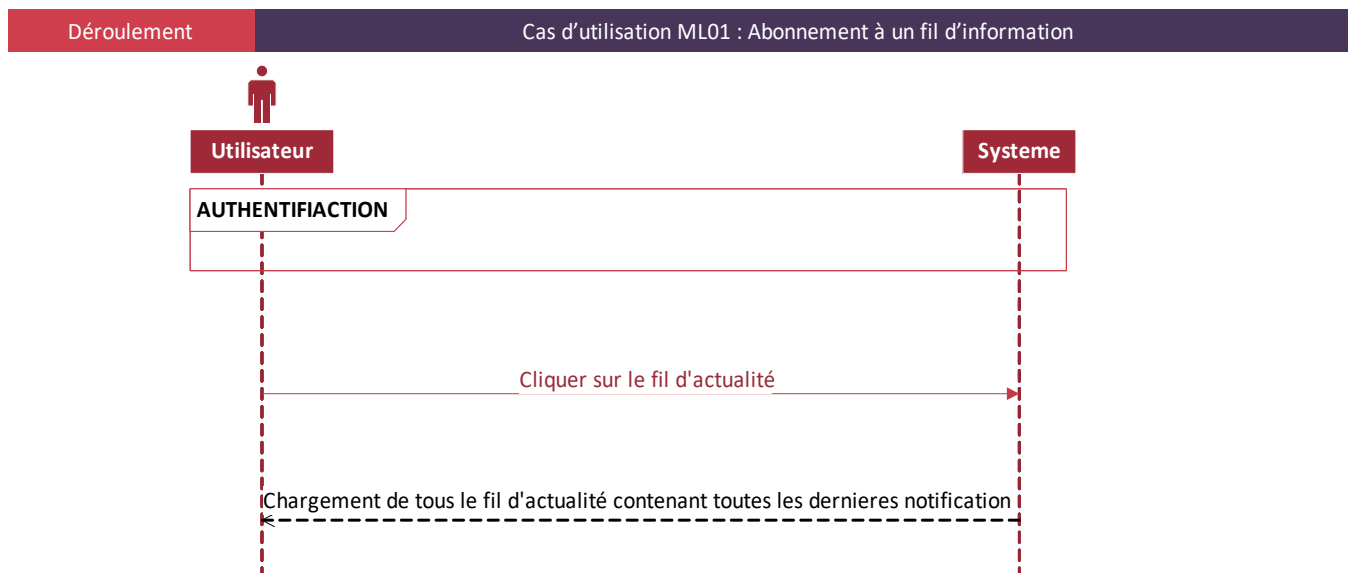 Déroulement
Cas d’utilisation ML01 : Abonnement à un fil d’information
Utilisateur
Systeme
AUTHENTIFIACTION
Cliquer sur le fil d'actualité
Chargement de tous le fil d'actualité contenant toutes les dernieres notification